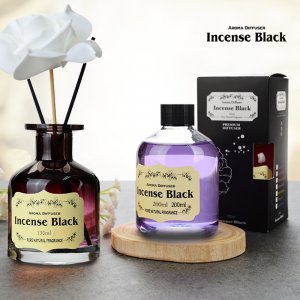 AROMA DIFFUSER
Incense Black
AROMA DIFFUSER
Incense Black
150ml
PURE NATURAL FRAGRANCE
AROMA DIFFUSER
Incense Black
200ml 200ml
PURE NATURAL FRAGRANCE
Aroma Diffuser
Incense Black
PREMIUM
DIFFUSER
Incense Black